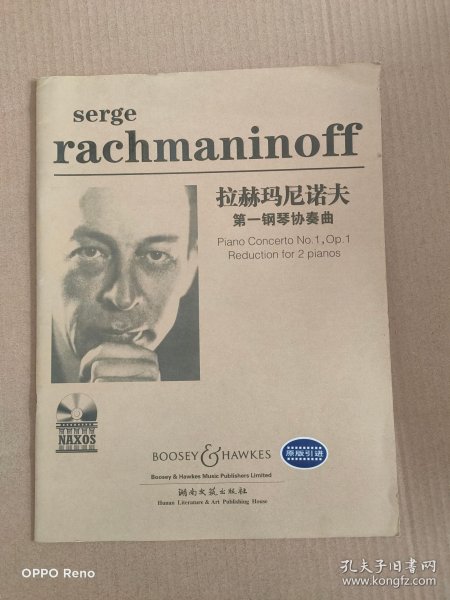 serge
rachmaninoff
拉赫玛尼诺夫
第一钢琴协奏曲
Piano Concerto No.1, Op.1
Reduction for 2 pianos
NAXOS
BOOSEY & HAWKES
原版引进
Boosey & Hawkes Music Publishers Limited
湖南文艺出版社
Hunan Literature & Art Publishing House
OPPO Reno
孔夫子旧书网
www.kongfz.com